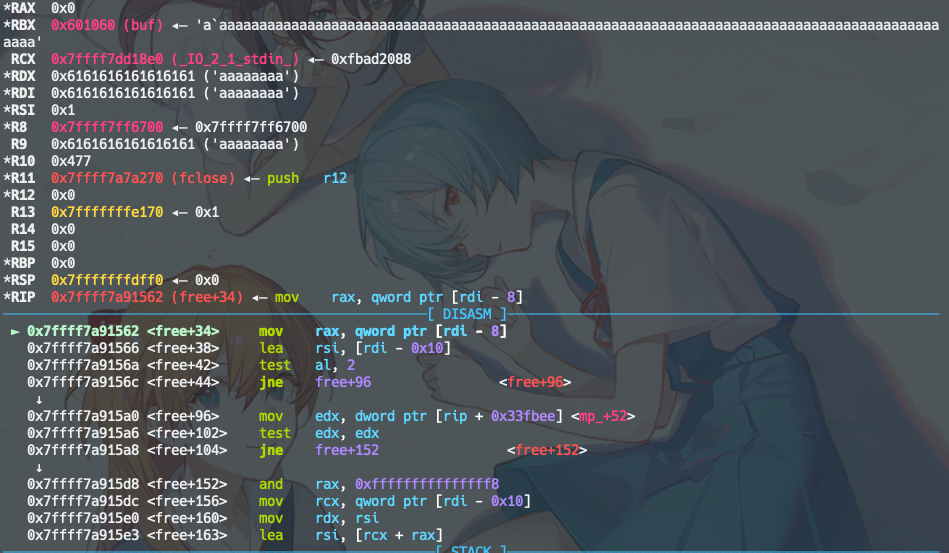 *RAX  0x0
*RBX  0x601060 (buf) ◂— 'a`aaaaaaaaaaaaaaaaaaaaaaaaaaaaaaaaaaaaaaaaaaaaaaaaaaaaaaaaaaaaaaaaaaaaaaaaaaaaaaaaaaaaaaa
aaaa'
 RCX  0x7ffff7dd18e0 (_IO_2_1_stdin_) ◂— 0xfbad2088
*RDX  0x6161616161616161 ('aaaaaaaa')
*RDI  0x6161616161616161 ('aaaaaaaa')
*RSI  0x1
*R8   0x7ffff7ff6700 ◂— 0x7ffff7ff6700
 R9   0x6161616161616161 ('aaaaaaaa')
*R10  0x477
*R11  0x7ffff7a7a270 (fclose) ◂— push   r12
*R12  0x0
 R13  0x7fffffffe170 ◂— 0x1
 R14  0x0
 R15  0x0
*RBP  0x0
*RSP  0x7fffffffdff0 ◂— 0x0
*RIP  0x7ffff7a91562 (free+34) ◂— mov    rax, qword ptr [rdi - 8]
[ DISASM ]
► 0x7ffff7a91562 <free+34>     mov    rax, qword ptr [rdi - 8]
0x7ffff7a91566 <free+38>     lea    rsi, [rdi - 0x10]
0x7ffff7a9156a <free+42>     test   al, 2
0x7ffff7a9156c <free+44>     jne    free+96                <free+96>
↓
0x7ffff7a915a0 <free+96>     mov    edx, dword ptr [rip + 0x33fbee] <mp_+52>
0x7ffff7a915a6 <free+102>    test   edx, edx
0x7ffff7a915a8 <free+104>    jne    free+152                <free+152>
↓
0x7ffff7a915d8 <free+152>    and    rax, 0xfffffffffffffff8
0x7ffff7a915dc <free+156>    mov    rcx, qword ptr [rdi - 0x10]
0x7ffff7a915e0 <free+160>    mov    rdx, rsi
0x7ffff7a915e3 <free+163>    lea    rsi, [rcx + rax]
[ STACK ]